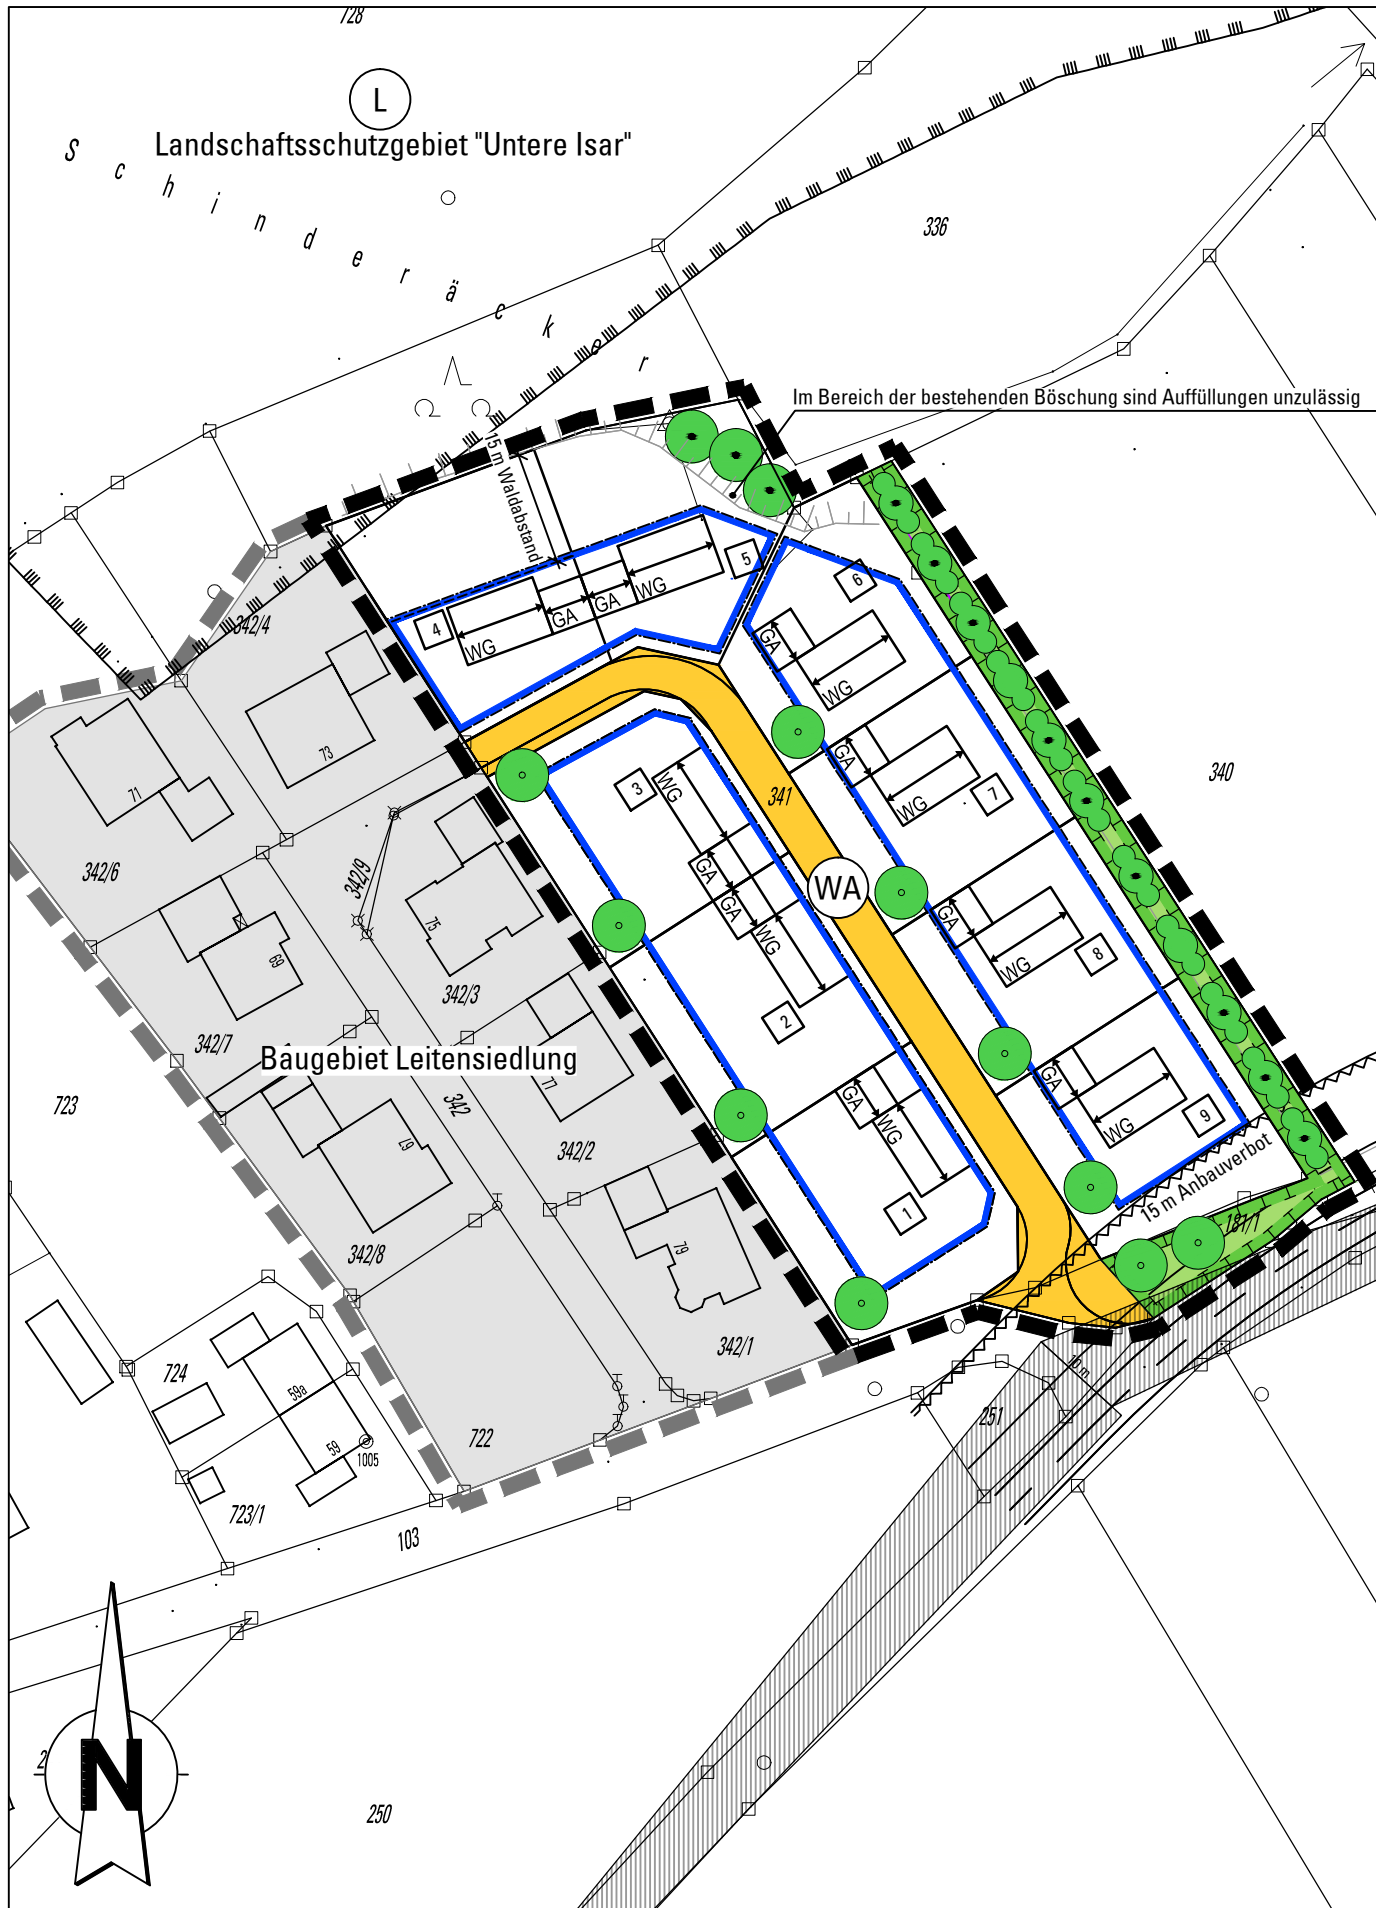 728
L
Landschaftsschutzgebiet "Untere Isar"
Schinderäcker
336
Im Bereich der bestehenden Böschung sind Auffüllungen unzulässig
15 m Waldabstand
5
6
4
WG
GA
GA
WG
GA
WG
342/4
73
71
3
WG
341
GA
WG
7
340
342/6
342/9
75
GA
GA
WG
WA
GA
WG
8
69
342/3
2
342/7
Baugebiet Leitensiedlung
77
723
342
67
342/2
GA
WG
GA
WG
9
1
15 m Anbauverbot
181/1
342/8
79
342/1
724
59a
59
1005
722
10 m
251
723/1
103
2
N
250